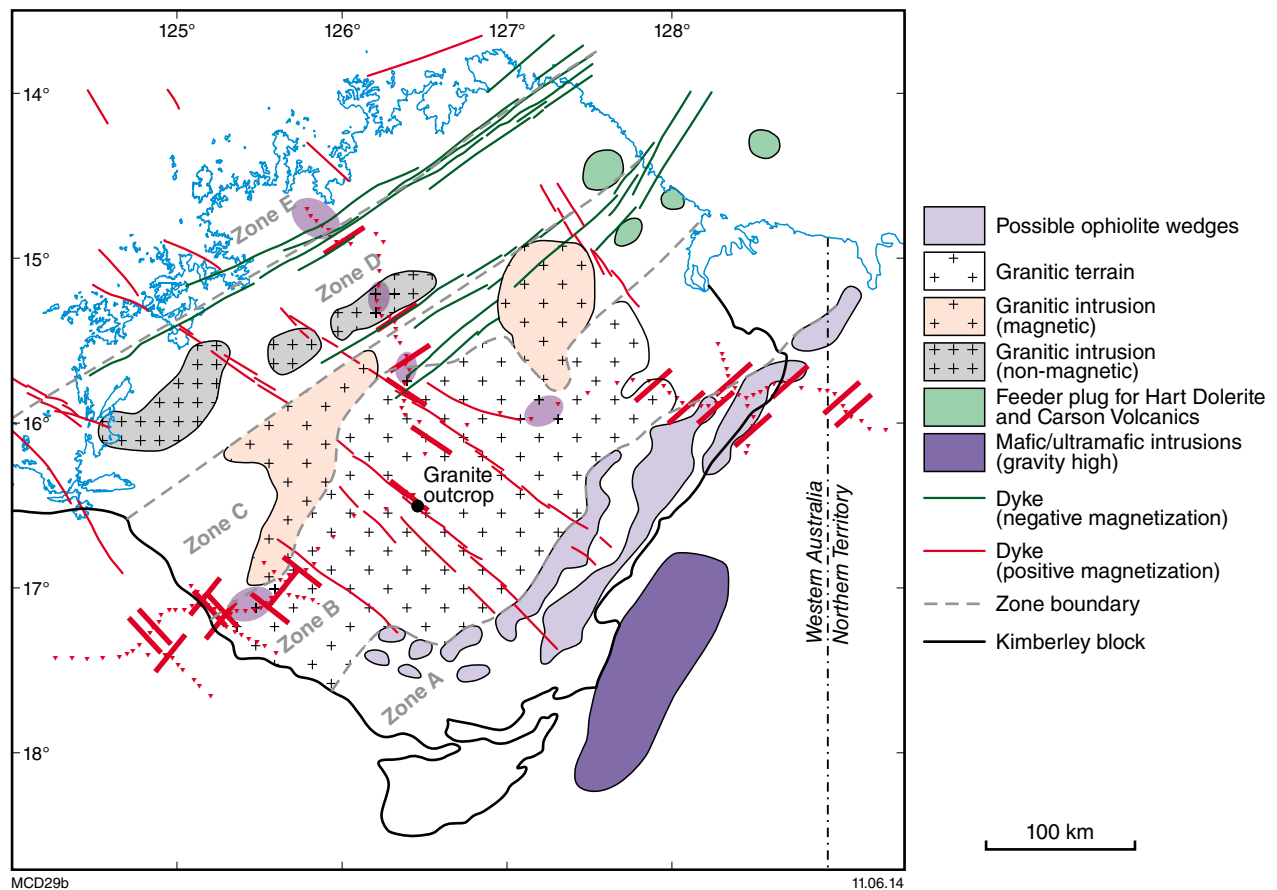 125°
126°
127°
128°
14°
15°
16°
17°
18°
Zone E
Zone D
Zone C
Zone B
Zone A
Granite
outcrop
Western Australia
Northern Territory
Possible ophiolite wedges
Granitic terrain
Granitic intrusion
(magnetic)
Granitic intrusion
(non-magnetic)
Feeder plug for Hart Dolerite
and Carson Volcanics
Mafic/ultramafic intrusions
(gravity high)
Dyke
(negative magnetization)
Dyke
(positive magnetization)
Zone boundary
Kimberley block
100 km
MCD29b
11.06.14